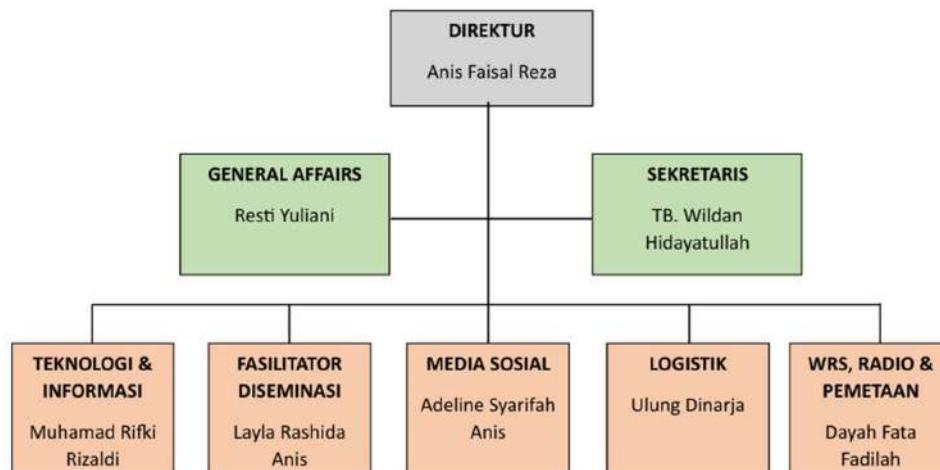 DIREKTUR
Anis Faisal Reza
GENERAL AFFAIRS
Resti Yuliani
SEKRETARIS
TB. Wildan
Hidayatullah
TEKNOLOGI &
INFORMASI
Muhamad Rifki
Rizaldi
FASILITATOR
DISEMINASI
Layla Rashida
Anis
MEDIA SOSIAL
Adeline Syarifah
Anis
LOGISTIK
Ulung Dinarja
WRS, RADIO &
PEMETAAN
Dayah Fata
Fadilah